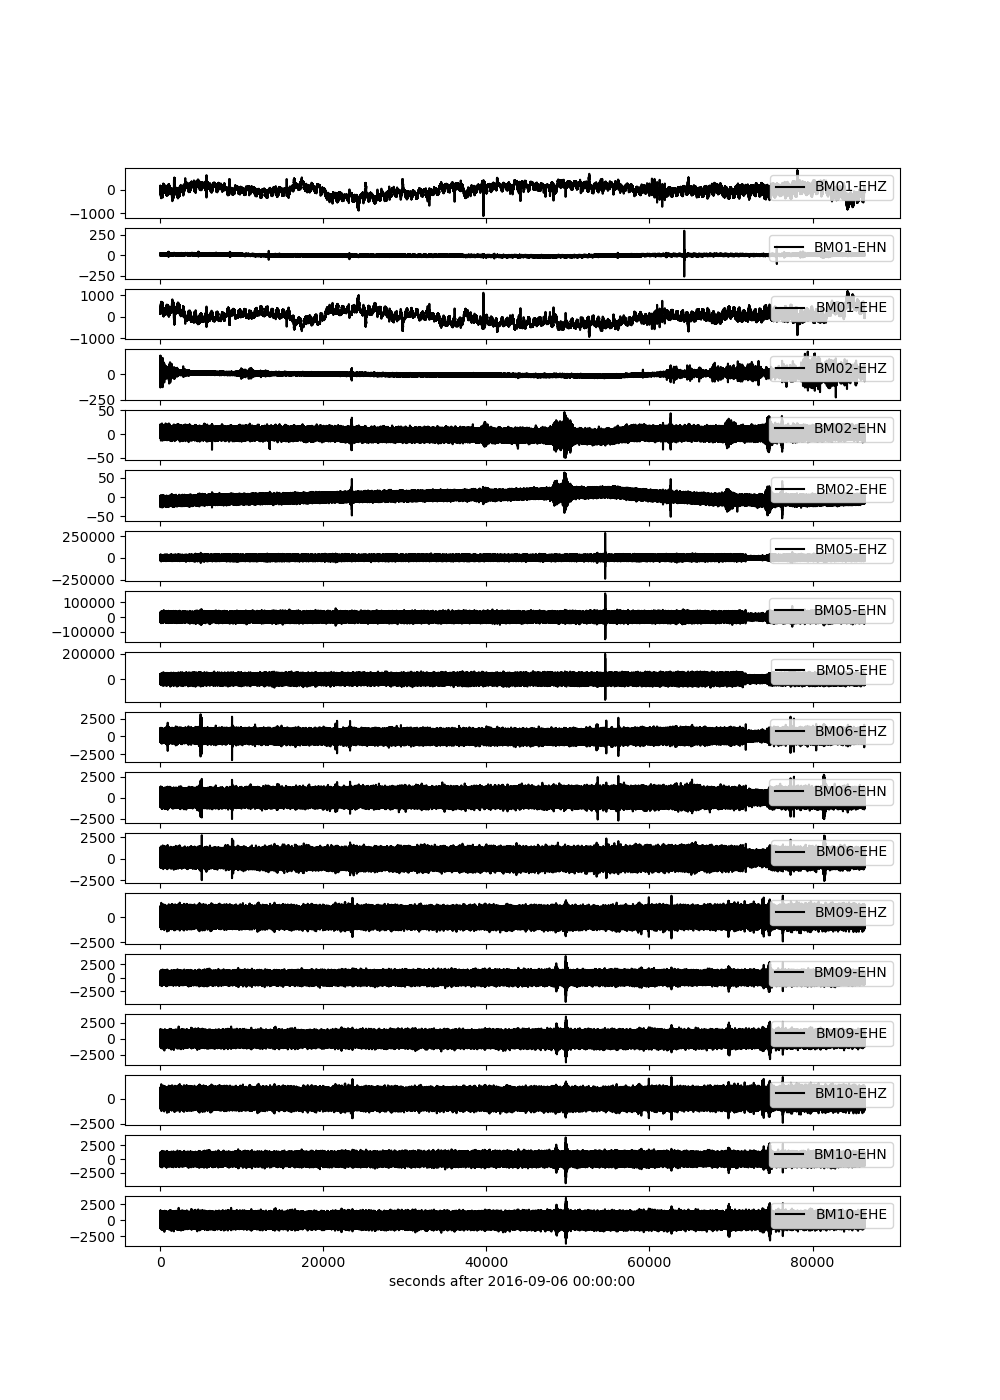 0
−1000
BM01-EHZ
250
0
−250
BM01-EHN
1000
0
−1000
BM01-EHE
0
−250
BM02-EHZ
50
0
−50
BM02-EHN
50
0
−50
BM02-EHE
250000
0
−250000
BM05-EHZ
100000
0
−100000
BM05-EHN
200000
0
BM05-EHE
2500
0
−2500
BM06-EHZ
2500
0
−2500
BM06-EHN
2500
0
−2500
BM06-EHE
0
−2500
BM09-EHZ
2500
0
−2500
BM09-EHN
2500
0
−2500
BM09-EHE
0
−2500
BM10-EHZ
2500
0
−2500
BM10-EHN
2500
0
−2500
BM10-EHE
0 20000 40000 60000 80000
seconds after 2016-09-06 00:00:00